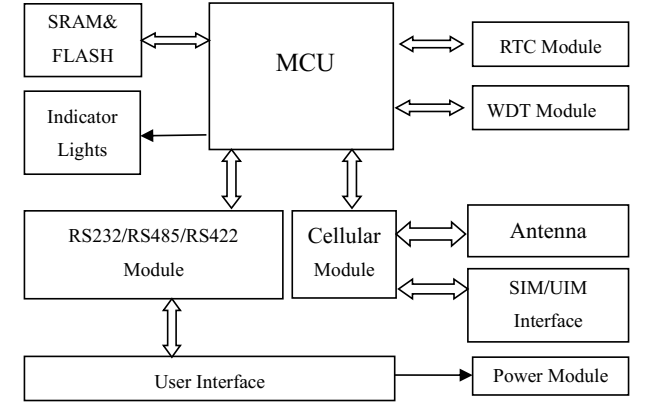 SRAM&
FLASH
MCU
RTC Module
WDT Module
Indicator
Lights
RS232/RS485/RS422
Module
Cellular
Module
Antenna
SIM/UIM
Interface
User Interface
Power Module